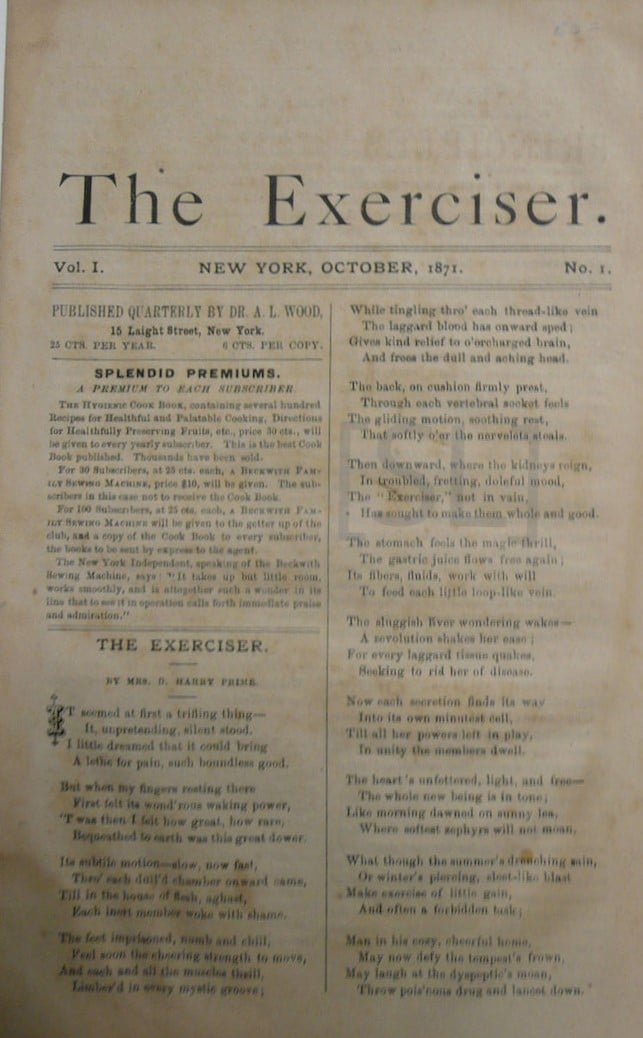 The Exerciser.
Vol. I.
NEW YORK, OCTOBER, 1871.
No. 1.
PUBLISHED QUARTERLY BY DR. A. L. WOOD,
15 Laight Street, New York.
25 CTS. PER YEAR.
6 CTS. PER COPY.
SPLENDID PREMIUMS.
A PREMIUM TO EACH SUBSCRIBER.
THE HYGIENIC COOK BOOK, containing several hundred
Recipes for Healthful and Palatable Cooking, Directions
for Healthfully Preserving Fruits, etc., price 30 cts., will
be given to every yearly subscriber. This is the best Cook
Book published. Thousands have been sold.
For 30 Subscribers, at 25 cts. each, A BECKWITH FAM-
ILY SEWING MACHINE, price $10, will be given. The sub-
scribers in this case not to receive the Cook Book.
For 100 Subscribers, at 25 cts. each, A BECKWITH FAM-
ILY SEWING MACHINE will be given to the getter up of the
club, and a copy of the Cook Book to every subscriber,
the books to be sent by express to the agent.
The New York Independent, speaking of the Beckwith
Sewing Machine, says: "It takes up but little room,
works smoothly, and is altogether such a wonder in its
line that to see it in operation calls forth immediate praise
and admiration."
THE EXERCISER.
BY MRS. D. HARRY PRIME.
IT seemed at first a trifling thing—
It, unpretending, silent stood.
I little dreamed that it could bring
A lethe for pain, such boundless good.
But when my fingers resting there
First felt its wond'rous waking power,
'T was then I felt how great, how rare,
Bequeathed to earth was this great dower.
Its subtile motion—slow, now fast,
Thro' each dull'd chamber onward came,
Till in the house of flesh, aghast,
Each inert member woke with shame.
The feet imprisoned, numb and chill,
Feel soon the cheering strength to move,
And each and all the muscles thrill,
Limber'd in every mystic groove;
While tingling thro' each thread-like vein
The laggard blood has onward sped;
Gives kind relief to o'ercharged brain,
And frees the dull and aching head.
The back, on cushion firmly prest,
Through each vertebral socket feels
The gliding motion, soothing rest,
That softly o'er the nervelets steals.
Then downward, where the kidneys reign,
In troubled, fretting, doleful mood,
The "Exerciser," not in vain,
Has sought to make them whole and good.
The stomach feels the magic thrill,
The gastric juice flows free again;
Its fibers, fluids, work with will
To feed each little loop-like vein.
The sluggish liver wondering wakes—
A revolution shakes her ease;
For every laggard tissue quakes,
Seeking to rid her of disease.
Now each secretion finds its way
Into its own minutest cell,
Till all her powers left in play,
In unity the members dwell.
The heart's unfettered, light, and free—
The whole new being is in tone;
Like morning dawned on sunny lea,
Where softest zephyrs will not moan.
What though the summer's drenching rain,
Or winter's piercing, sleet-like blast
Make exercise of little gain,
And often a forbidden task;
Man in his cozy, cheerful home,
May now defy the tempest's frown,
May laugh at the dyspeptic's moan,
Throw pois'nous drug and lancet down.